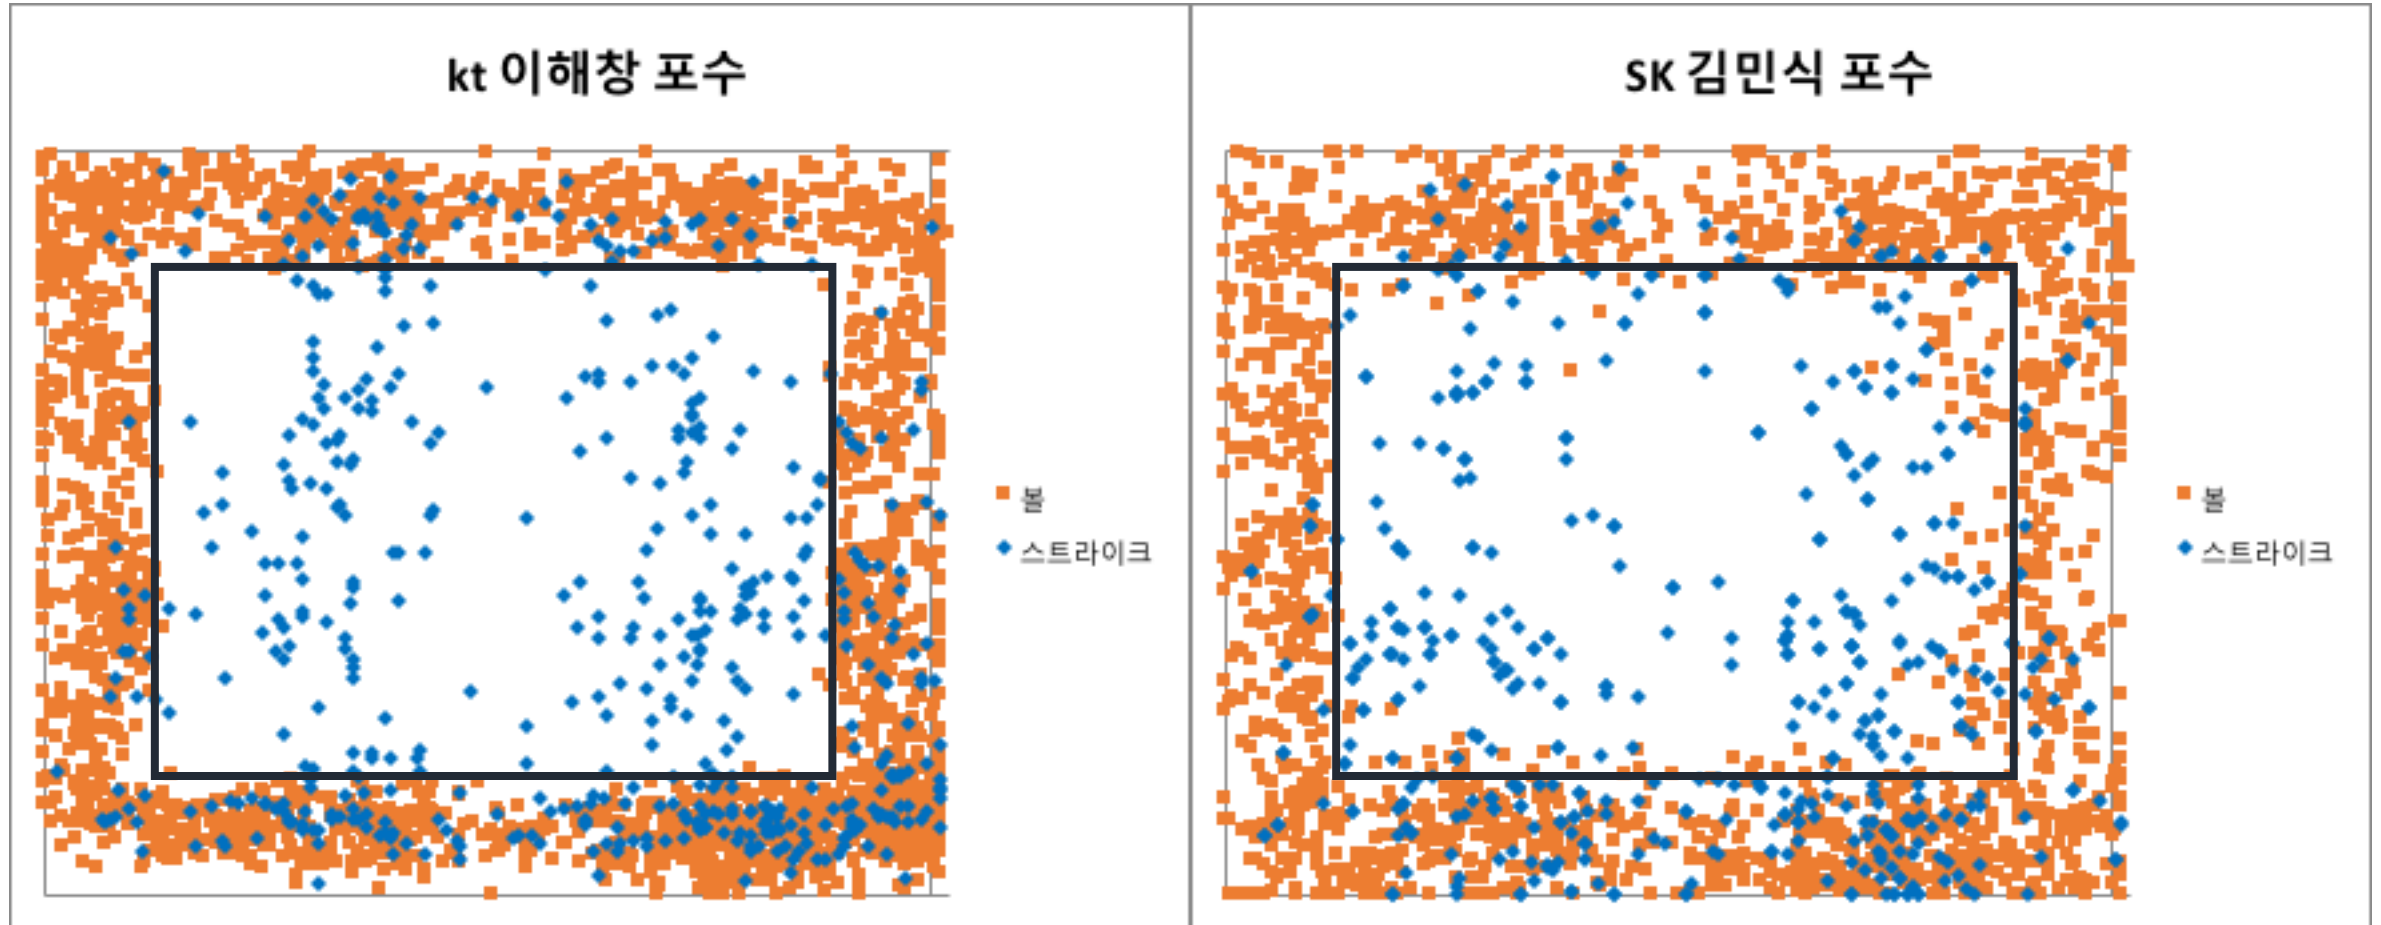 kt 이해창 포수
볼
스트라이크
SK 김민식 포수
볼
스트라이크